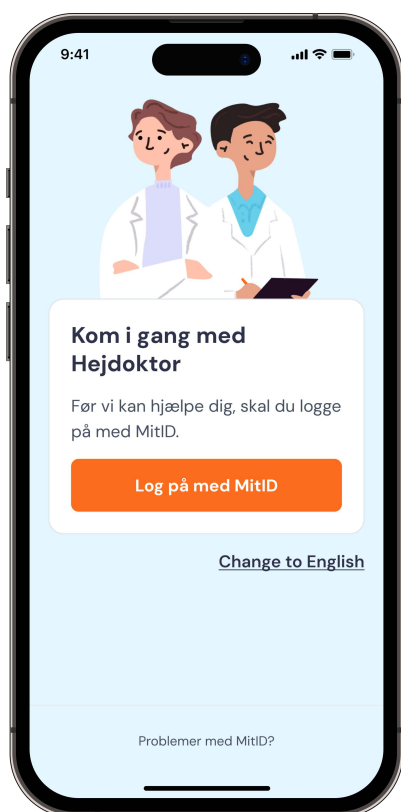 9:41
Kom i gang med
Hejdoktor
Før vi kan hjælpe dig, skal du logge
på med MitID.
Log på med MitID
Change to English
Problemer med MitID?